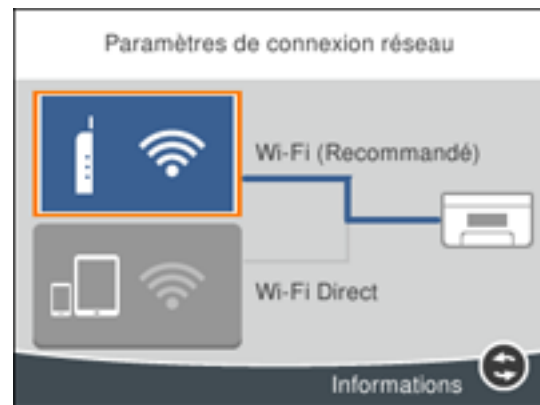 Paramètres de connexion réseau
Wi-Fi (Recommandé)
Wi-Fi Direct
Informations